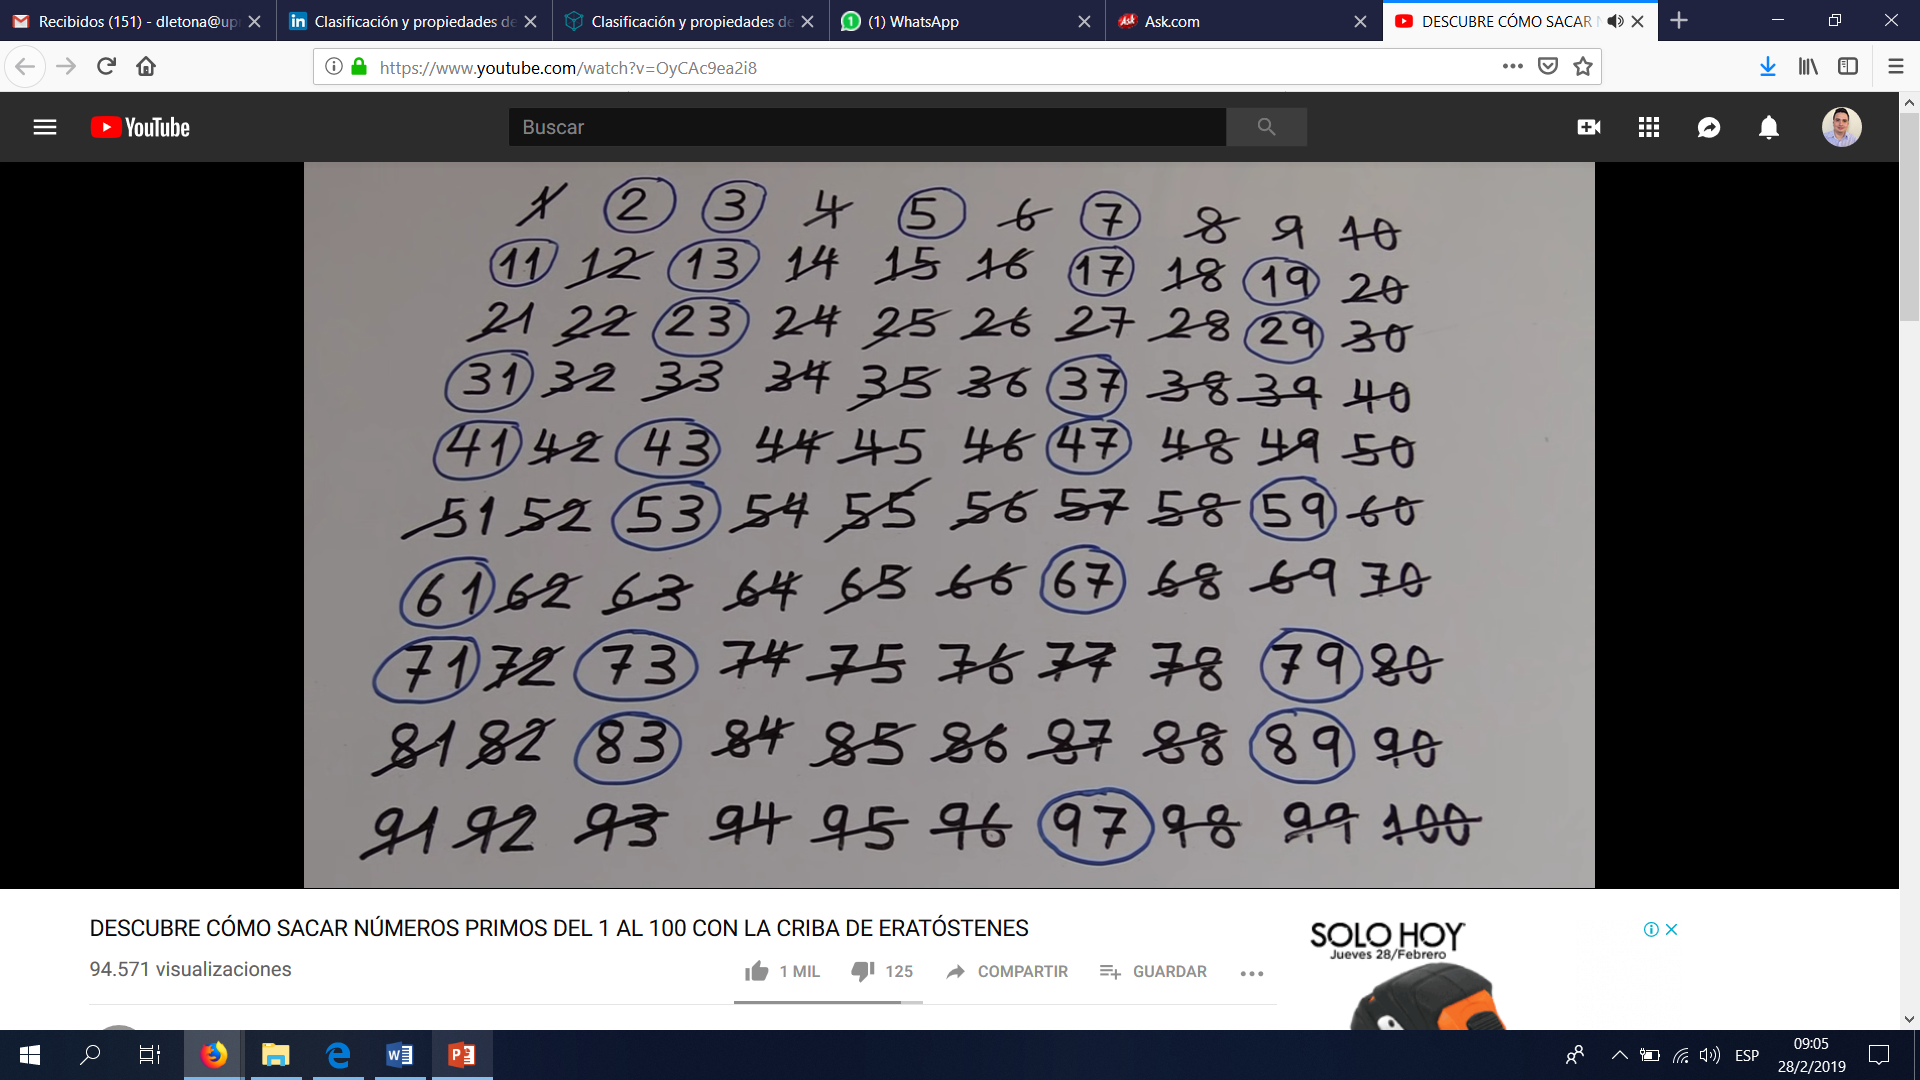 Recibidos (151) - dletona@upr
Clasificación y propiedades de
Clasificación y propiedades de
(1) WhatsApp
Ask.com
DESCUBRE CÓMO SACAR N
https://www.youtube.com/watch?v=OyCAc9ea2i8
YouTube
Buscar
1 2 3 4 5 6 7 8 9 10
11 12 13 14 15 16 17 18 19 20
21 22 23 24 25 26 27 28 29 30
31 32 33 34 35 36 37 38 39 40
41 42 43 44 45 46 47 48 49 50
51 52 53 54 55 56 57 58 59 60
61 62 63 64 65 66 67 68 69 70
71 72 73 74 75 76 77 78 79 80
81 82 83 84 85 86 87 88 89 90
91 92 93 94 95 96 97 98 99 100
DESCUBRE CÓMO SACAR NÚMEROS PRIMOS DEL 1 AL 100 CON LA CRIBA DE ERATÓSTENES
94.571 visualizaciones
1 MIL
125
COMPARTIR
GUARDAR
SOLO HOY
Jueves 28/Febrero
ESP
09:05
28/2/2019